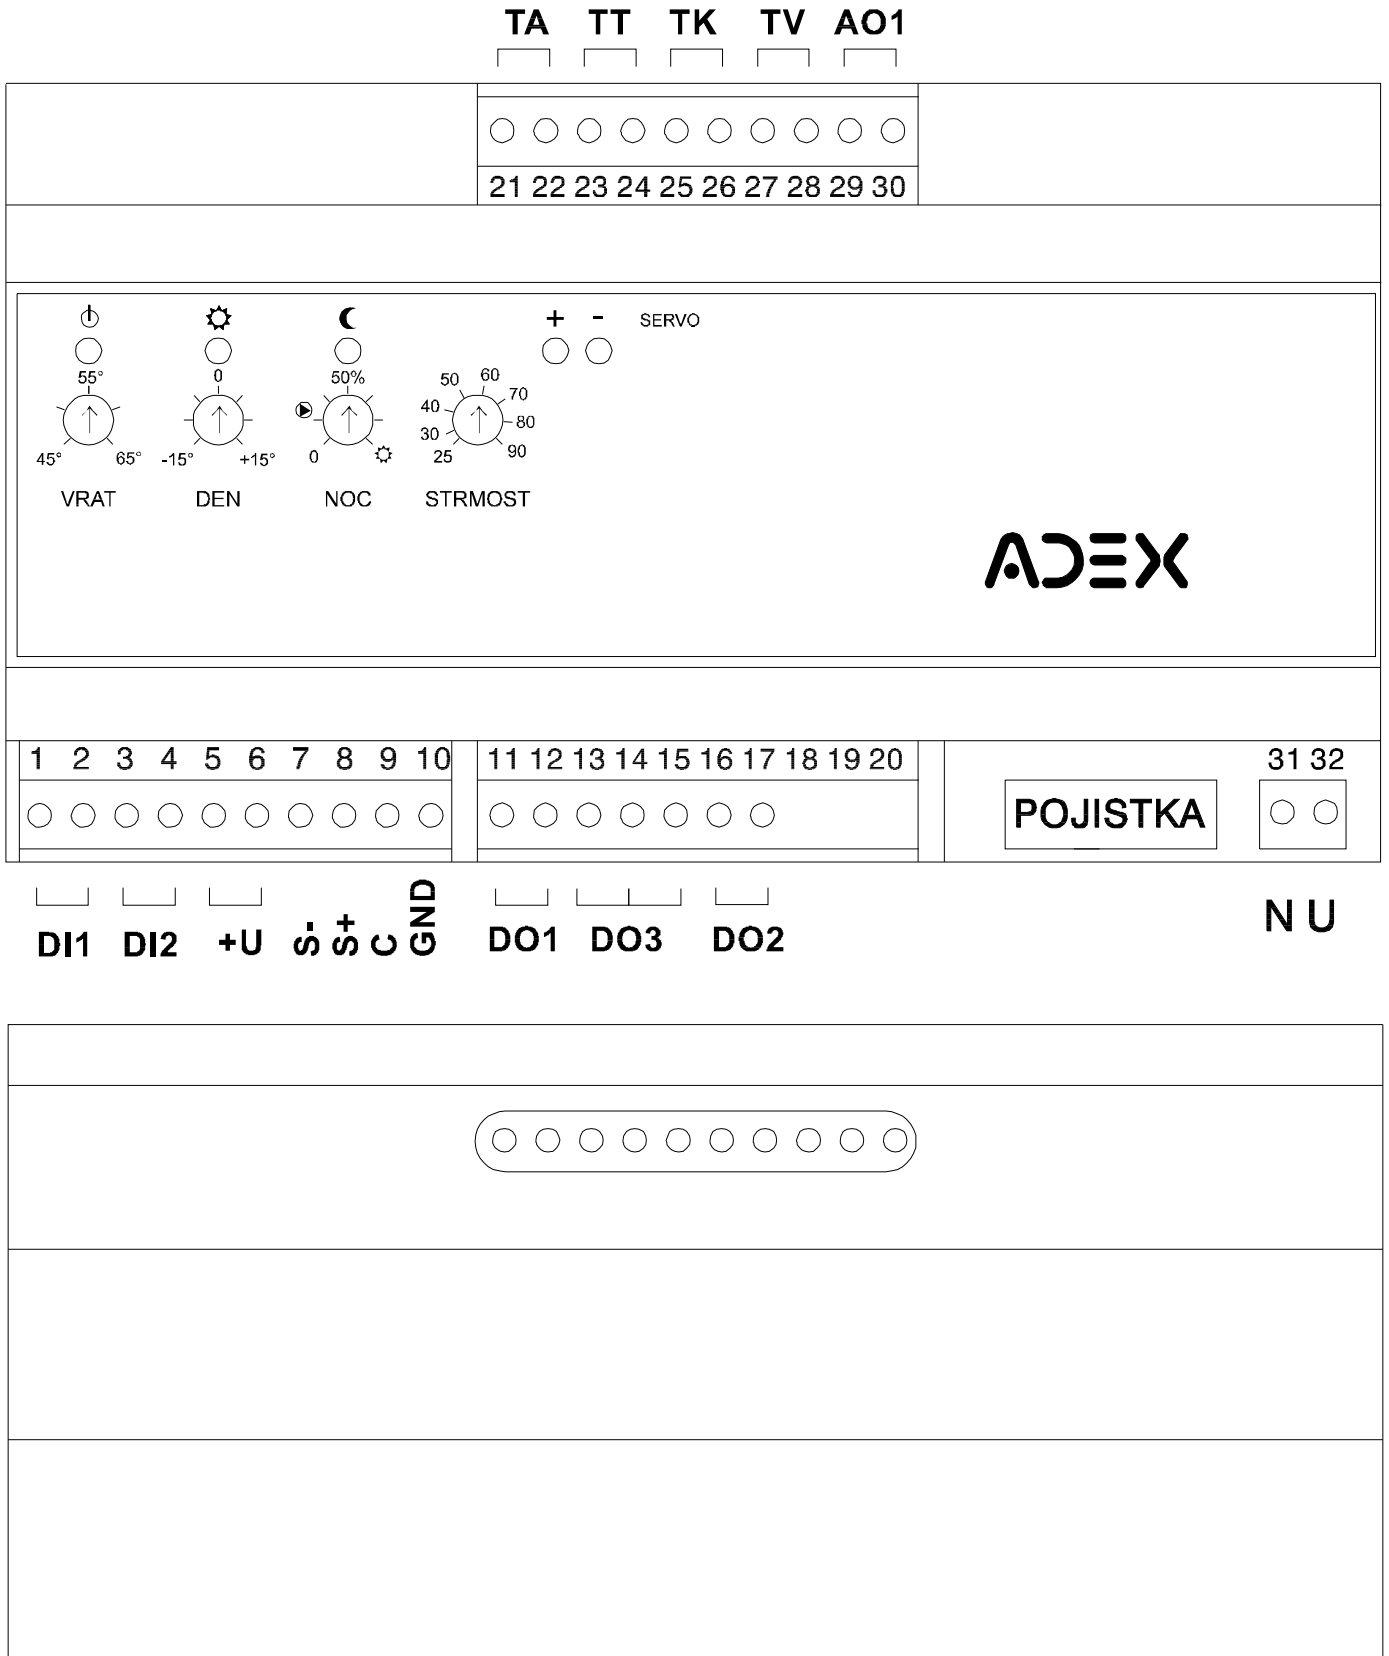 TA TT TK TV AO1
21 22 23 24 25 26 27 28 29 30
+ - SERVO
55° 0 50% 50 60
70
40 80
30 90
45° 65° -15° +15° 0 25
VRAT DEN NOC STRMOST
ADEX
1 2 3 4 5 6 7 8 9 10 11 12 13 14 15 16 17 18 19 20 31 32
POJISTKA
DI1 DI2 +U S- S+ C GND DO1 DO3 DO2 N U